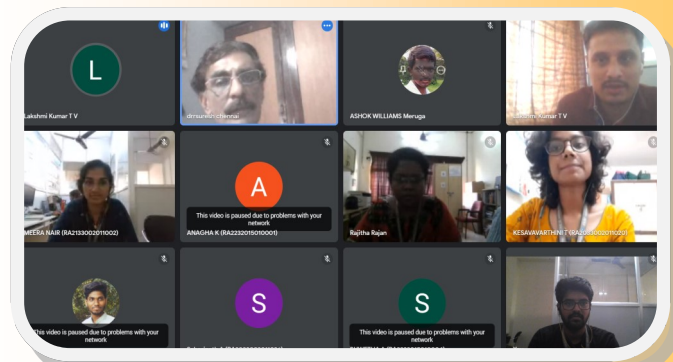 L
Lakshmi Kumar T V
dmsuresh chennai
ASHOK WILLIAMS Meruga
Lakshmi Kumar T V
MEERA NAIR (RA2133002011002)
A
This video is paused due to problems with your
network
ANAGHA K (RA2232015010001)
Rajitha Rajan
KESAVAVARTHINI T
This video is paused due to problems with your
network
S
S
This video is paused due to problems with your
network